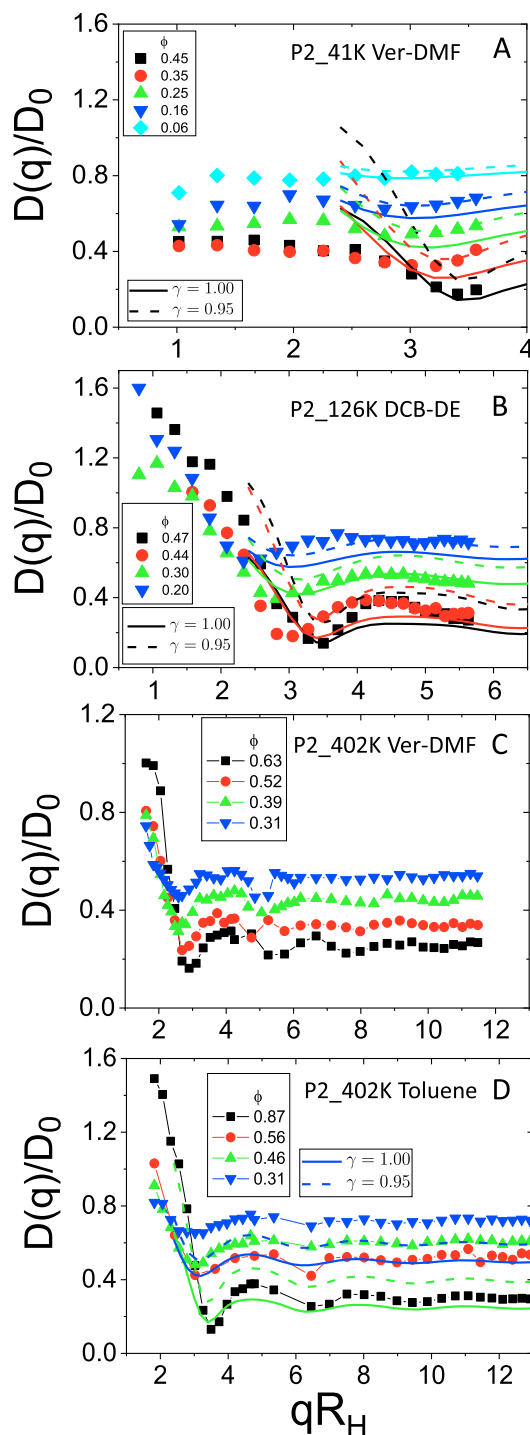 P2_41K Ver-DMF
A
ϕ
0.45
0.35
0.25
0.16
0.06
γ = 1.00
γ = 0.95
D(q)/D0
1.6
1.2
0.8
0.4
0.0
1 2 3 4
P2_126K DCB-DE
B
ϕ
0.47
0.44
0.30
0.20
γ = 1.00
γ = 0.95
D(q)/D0
1.6
1.2
0.8
0.4
0.0
1 2 3 4 5 6
P2_402K Ver-DMF
C
ϕ
0.63
0.52
0.39
0.31
D(q)/D0
1.2
0.8
0.4
0.0
2 4 6 8 10 12
P2_402K Toluene
D
ϕ
0.87
0.56
0.46
0.31
γ = 1.00
γ = 0.95
D(q)/D0
1.6
1.2
0.8
0.4
0.0
2 4 6 8 10 12
qRH